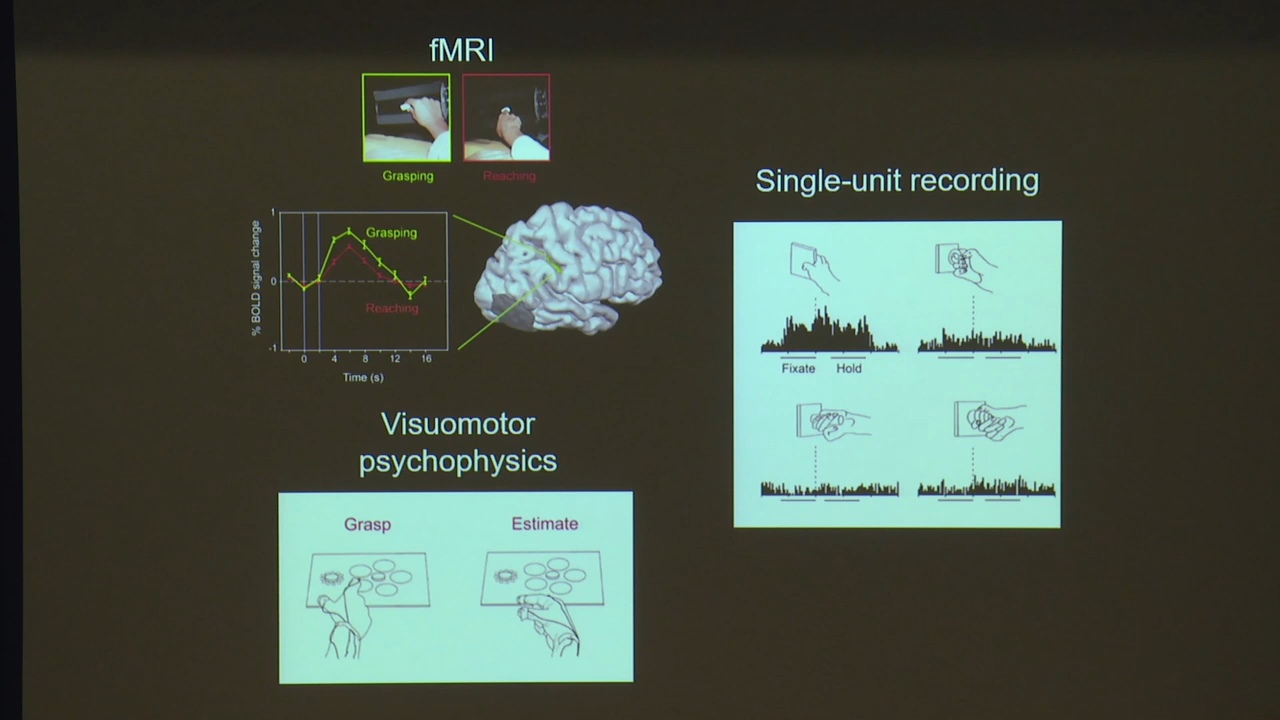 fMRI
Grasping
Reaching
% BOLD signal change
1
0
-1
Grasping
Reaching
0
4
8
12
16
Time (s)
Visuomotor
psychophysics
Grasp
Estimate
Single-unit recording
Fixate
Hold